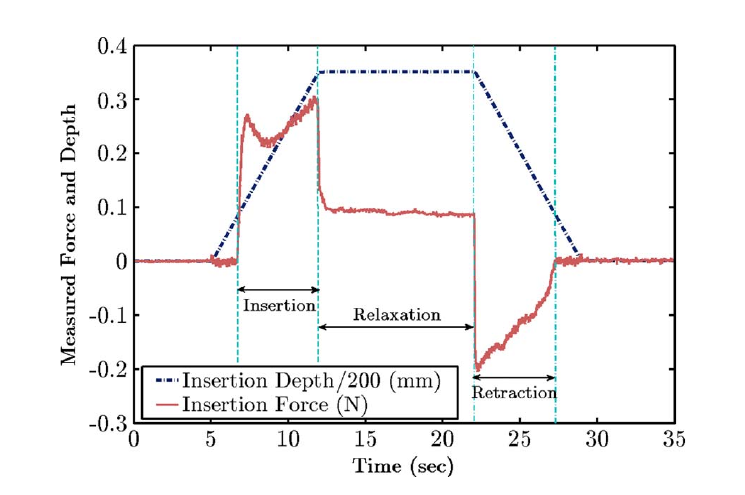 Measured Force and Depth
0.4
0.3
0.2
0.1
0
-0.1
-0.2
-0.3
Insertion
Relaxation
Retraction
Insertion Depth/200 (mm)
Insertion Force (N)
0 5 10 15 20 25 30 35
Time (sec)